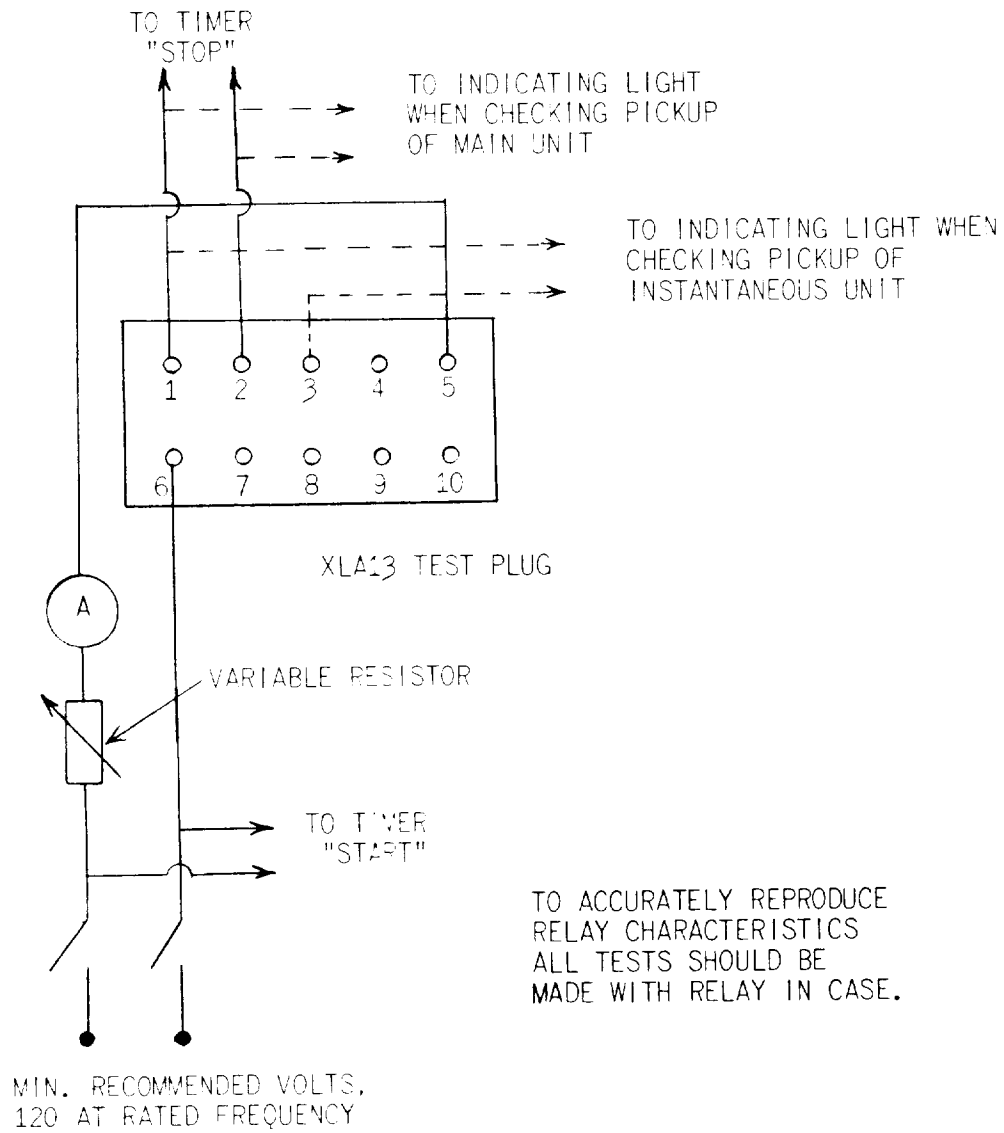 TO TIMER
"STOP"
TO INDICATING LIGHT
WHEN CHECKING PICKUP
OF MAIN UNIT
TO INDICATING LIGHT WHEN
CHECKING PICKUP OF
INSTANTANEOUS UNIT
1 2 3 4 5
6 7 8 9 10
XLA13 TEST PLUG
A
VARIABLE RESISTOR
TO TIMER
"START"
TO ACCURATELY REPRODUCE
RELAY CHARACTERISTICS
ALL TESTS SHOULD BE
MADE WITH RELAY IN CASE.
MIN. RECOMMENDED VOLTS,
120 AT RATED FREQUENCY